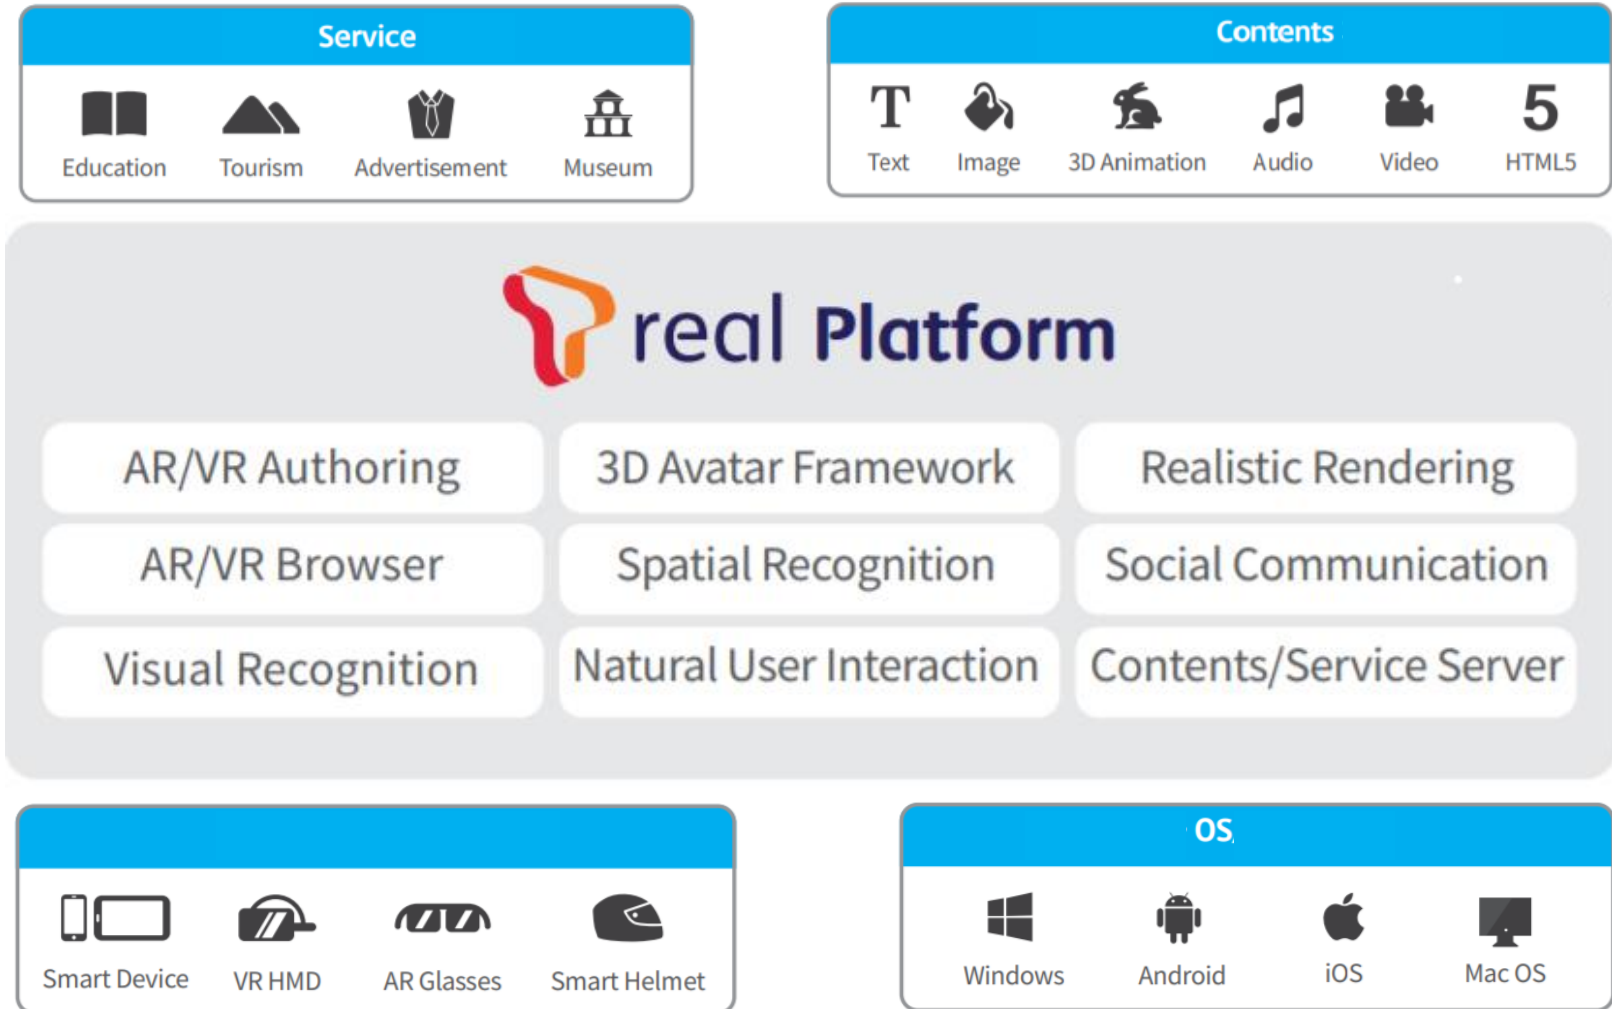 Service
Education Tourism Advertisement Museum
Contents
T 5
Text Image 3D Animation Audio Video HTML5
real Platform
AR/VR Authoring 3D Avatar Framework Realistic Rendering
AR/VR Browser Spatial Recognition Social Communication
Visual Recognition Natural User Interaction Contents/Service Server
Smart Device VR HMD AR Glasses Smart Helmet
OS
Windows Android iOS Mac OS